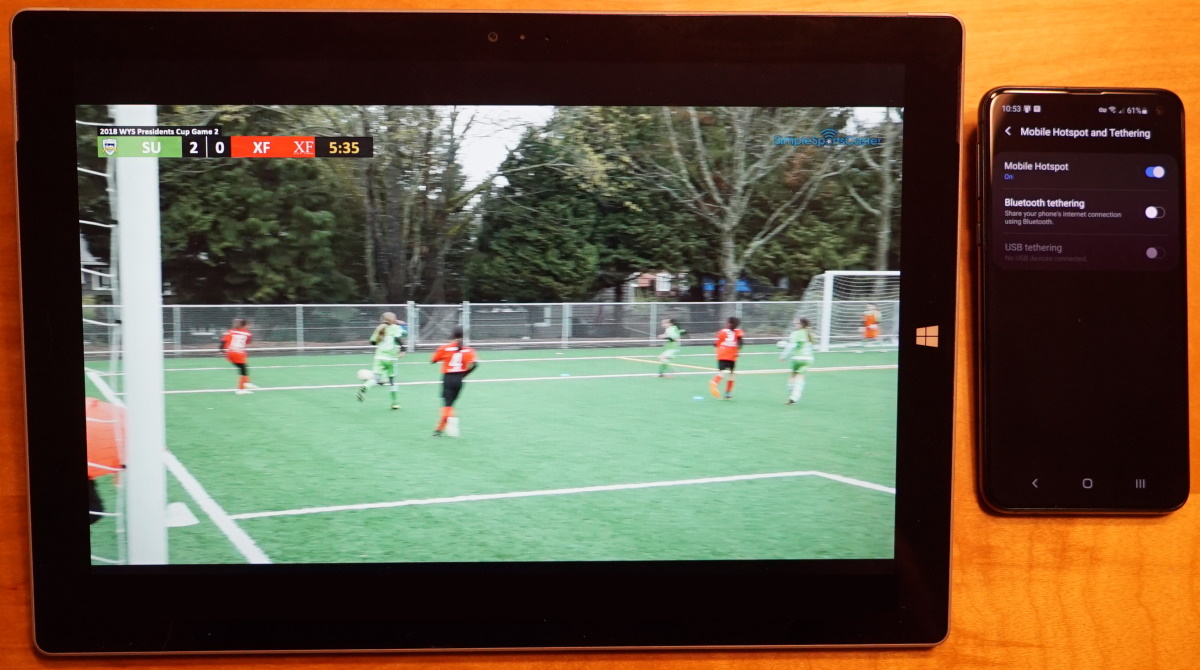 2018 WYS Presidents Cup Game 2
SU 2 0 XF XF 5:35
4
3
10:53 61%
Mobile Hotspot and Tethering
Mobile Hotspot
On
Bluetooth tethering
Share your phone's internet connection
using Bluetooth.
USB tethering
No USB devices connected.